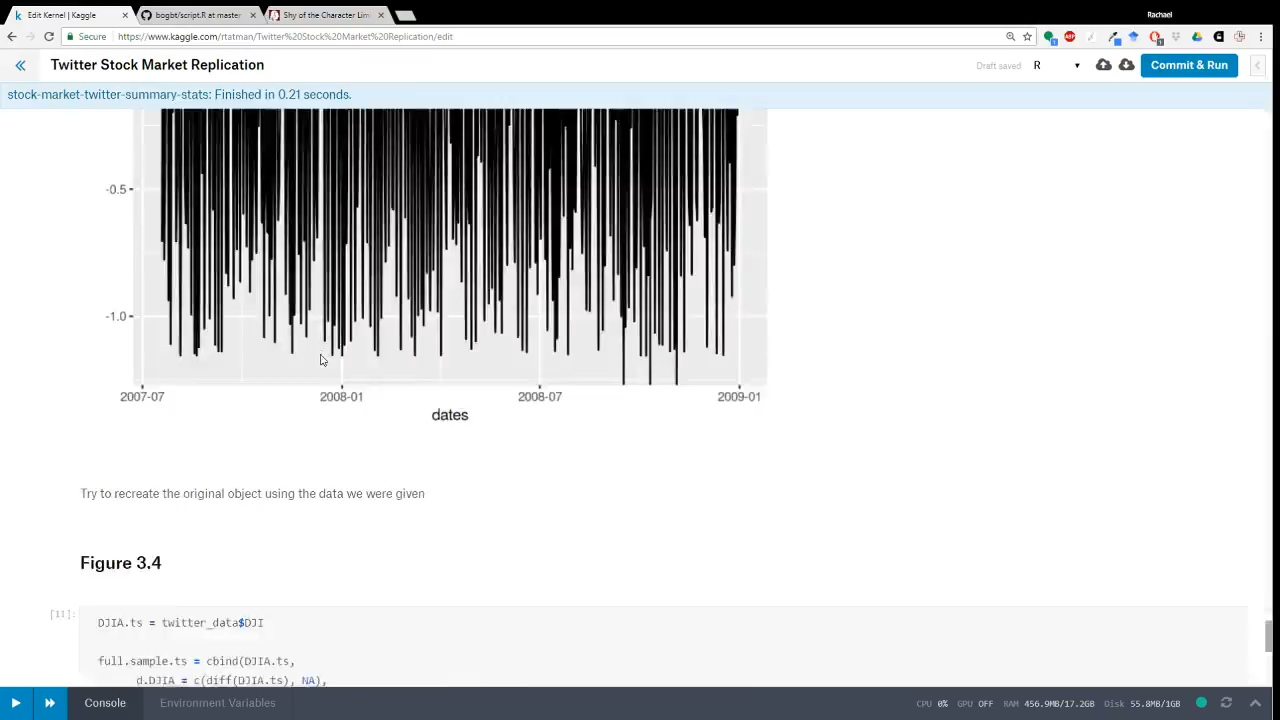 Rachael
Edit Kernel | Kaggle
bogbt/script.R at master
Shy of the Character Lim
Secure
https://www.kaggle.com/rtatman/Twitter%20Stock%20Market%20Replication/edit
Twitter Stock Market Replication
Draft saved
R
Commit & Run
stock-market-twitter-summary-stats: Finished in 0.21 seconds.
-0.5
-1.0
2007-07
2008-01
2008-07
2009-01
dates
Try to recreate the original object using the data we were given
Figure 3.4
[11]:
DJIA.ts = twitter_data$DJI
full.sample.ts = cbind(DJIA.ts,
d.DJIA = c(diff(DJIA.ts), NA),
Console
Environment Variables
CPU 0% GPU OFF RAM 456.9MB/17.2GB Disk 55.8MB/1GB